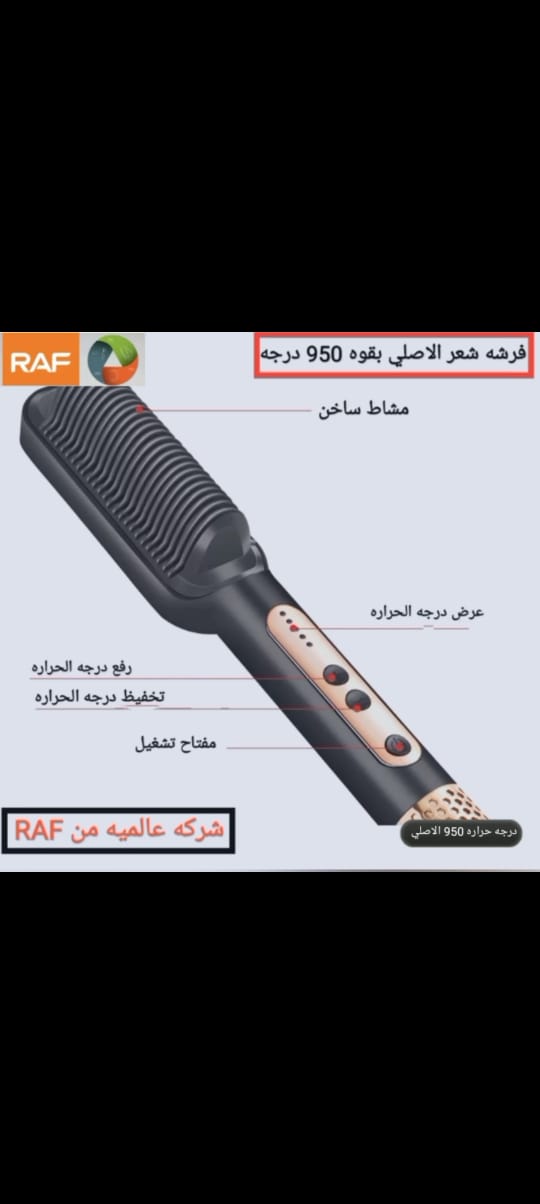 RAF
فرشه شعر الاصلي بقوه 950 درجه
مشاط ساخن
عرض درجه الحراره
رفع درجه الحراره
تخفيظ درجه الحراره
مفتاح تشغيل
شركه عالميه من RAF
درجه حراره 950 الاصلي